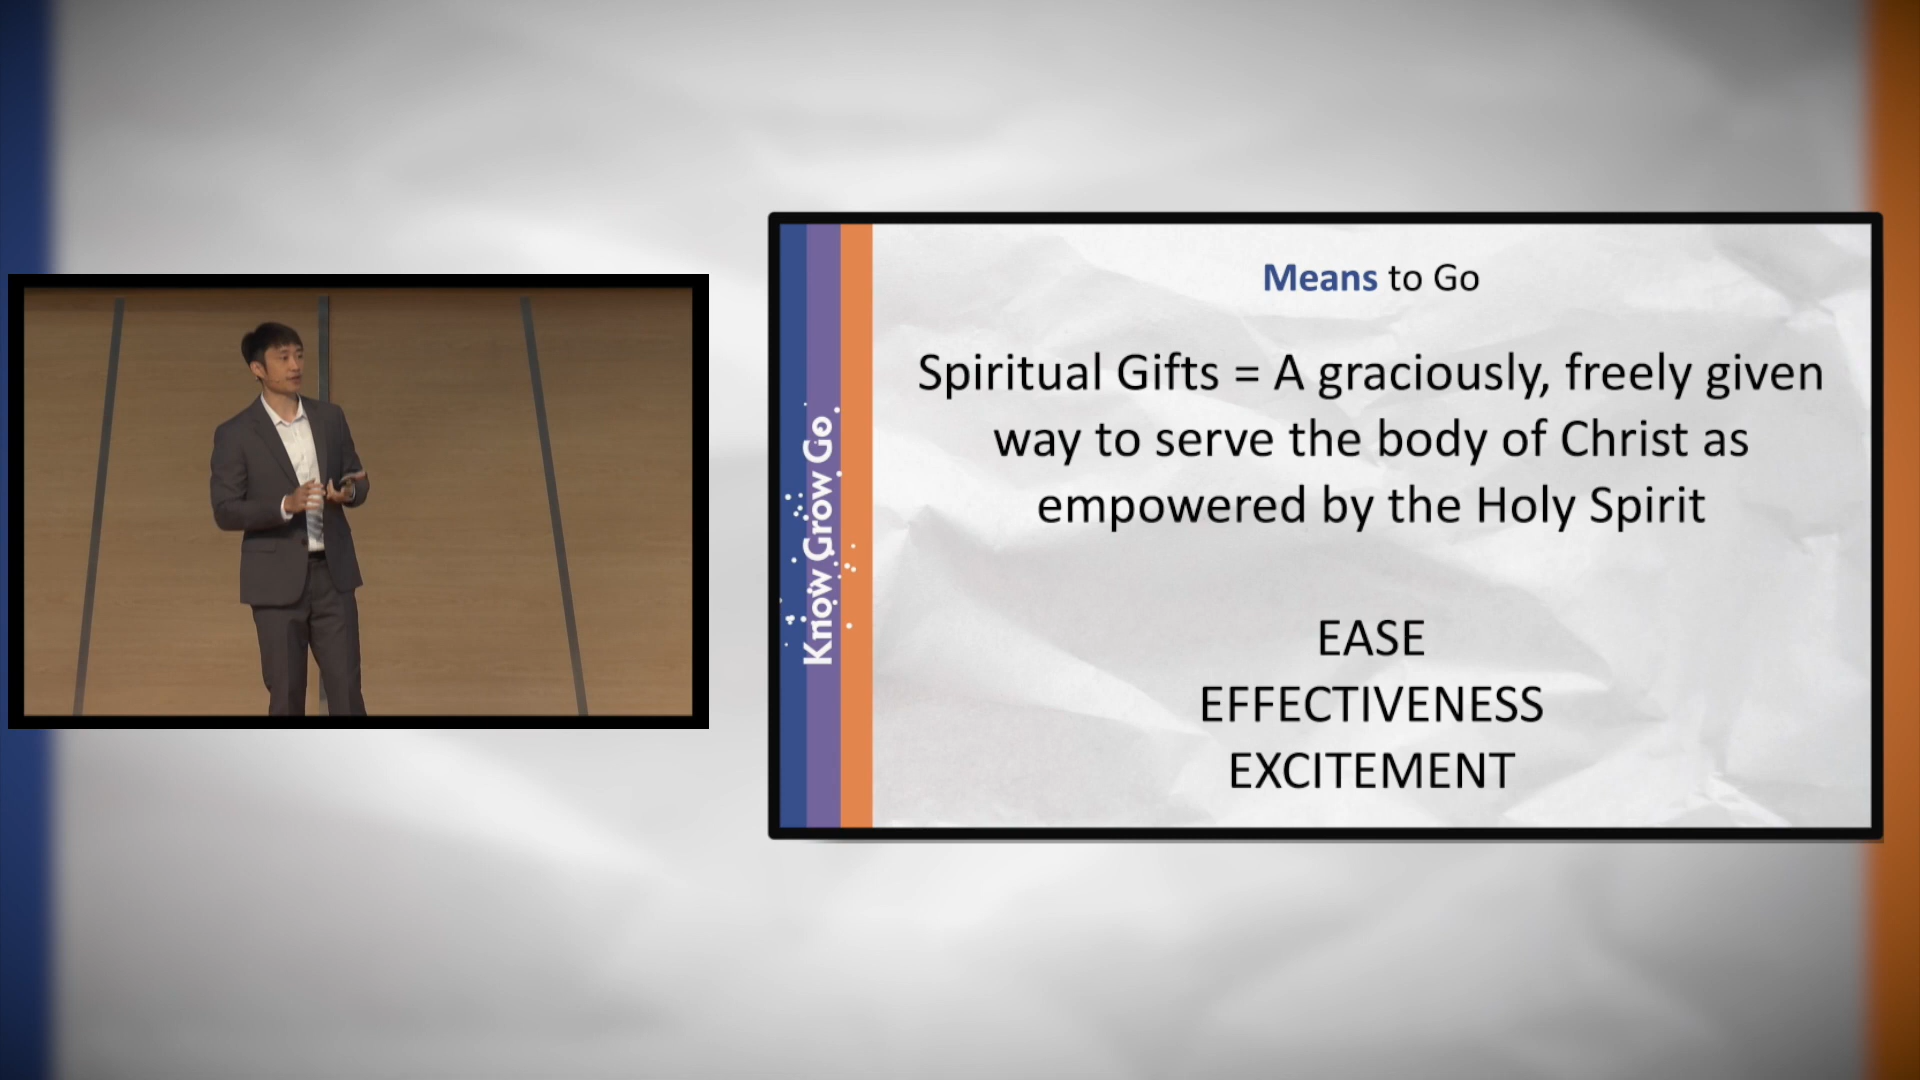 Know Grow Go
Means to Go
Spiritual Gifts = A graciously, freely given
way to serve the body of Christ as
empowered by the Holy Spirit
EASE
EFFECTIVENESS
EXCITEMENT